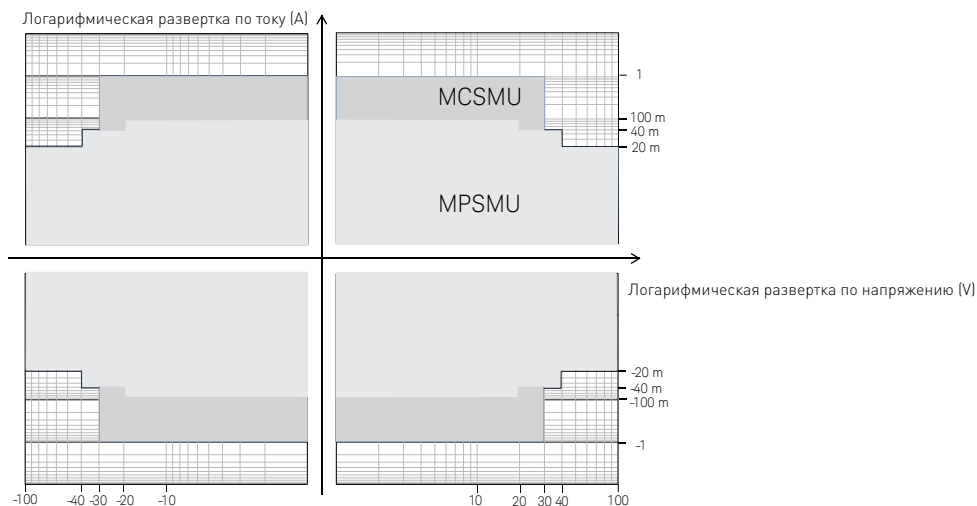 Логарифмическая развертка по току (A)
MCSMU
MPSMU
1
100 m
40 m
20 m
Логарифмическая развертка по напряжению (V)
-20 m
-40 m
-100 m
-1
-100 -40 -30 -20 -10 10 20 30 40 100